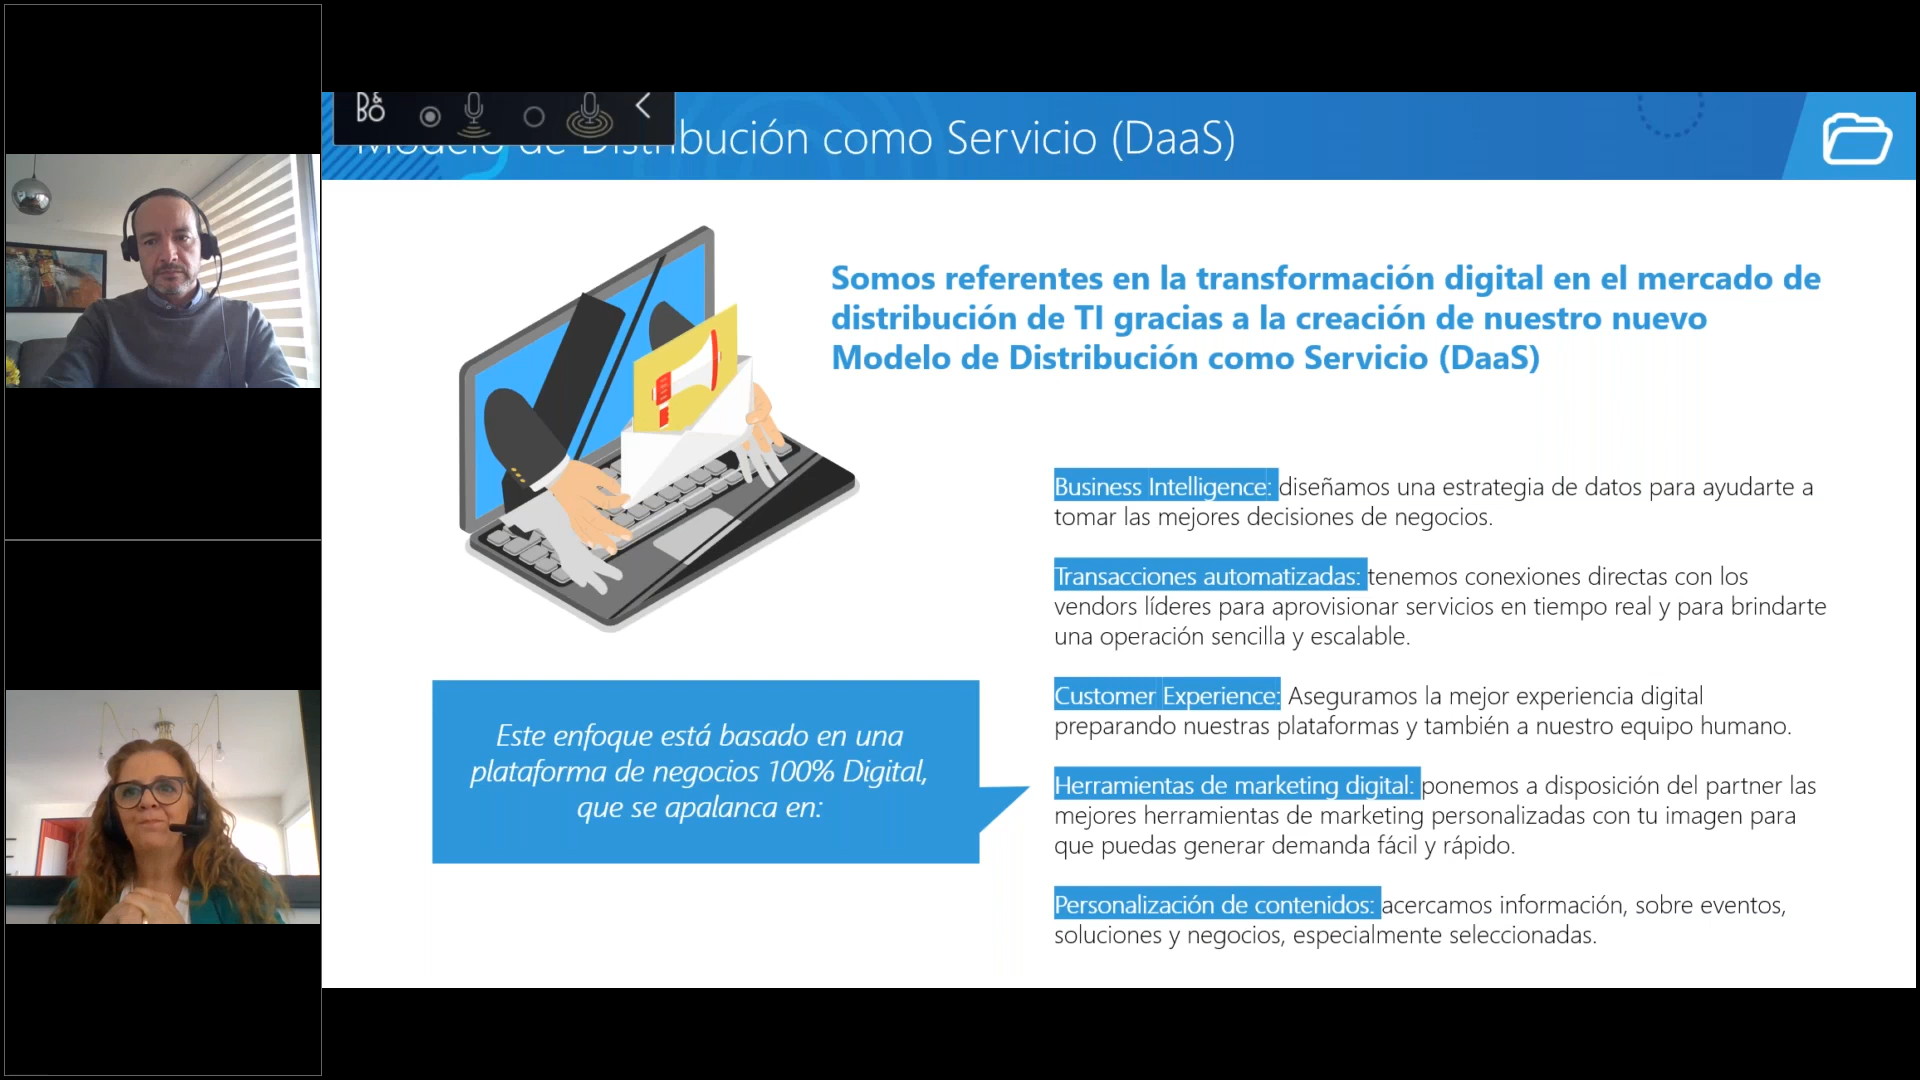 B&O
Modelo de Distribución como Servicio (DaaS)
Somos referentes en la transformación digital en el mercado de
distribución de TI gracias a la creación de nuestro nuevo
Modelo de Distribución como Servicio (DaaS)
Business Intelligence: diseñamos una estrategia de datos para ayudarte a
tomar las mejores decisiones de negocios.
Transacciones automatizadas: tenemos conexiones directas con los
vendors líderes para aprovisionar servicios en tiempo real y para brindarte
una operación sencilla y escalable.
Customer Experience: Aseguramos la mejor experiencia digital
preparando nuestras plataformas y también a nuestro equipo humano.
Herramientas de marketing digital: ponemos a disposición del partner las
mejores herramientas de marketing personalizadas con tu imagen para
que puedas generar demanda fácil y rápido.
Personalización de contenidos: acercamos información, sobre eventos,
soluciones y negocios, especialmente seleccionadas.
Este enfoque está basado en una
plataforma de negocios 100% Digital,
que se apalanca en: